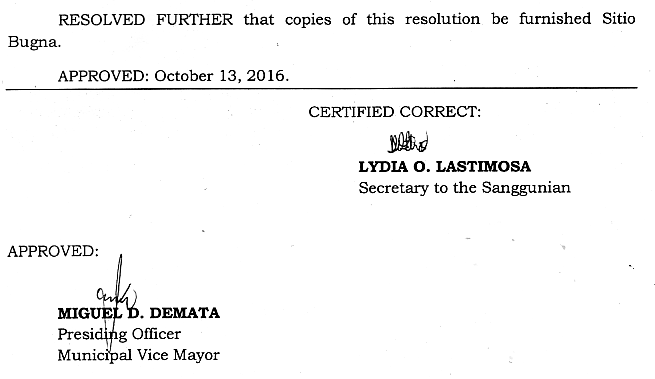 RESOLVED FURTHER that copies of this resolution be furnished Sitio
Bugna.
APPROVED: October 13, 2016.
CERTIFIED CORRECT:
LYDIA O. LASTIMOSA
Secretary to the Sanggunian
APPROVED:
MIGUEL D. DEMATA
Presiding Officer
Municipal Vice Mayor